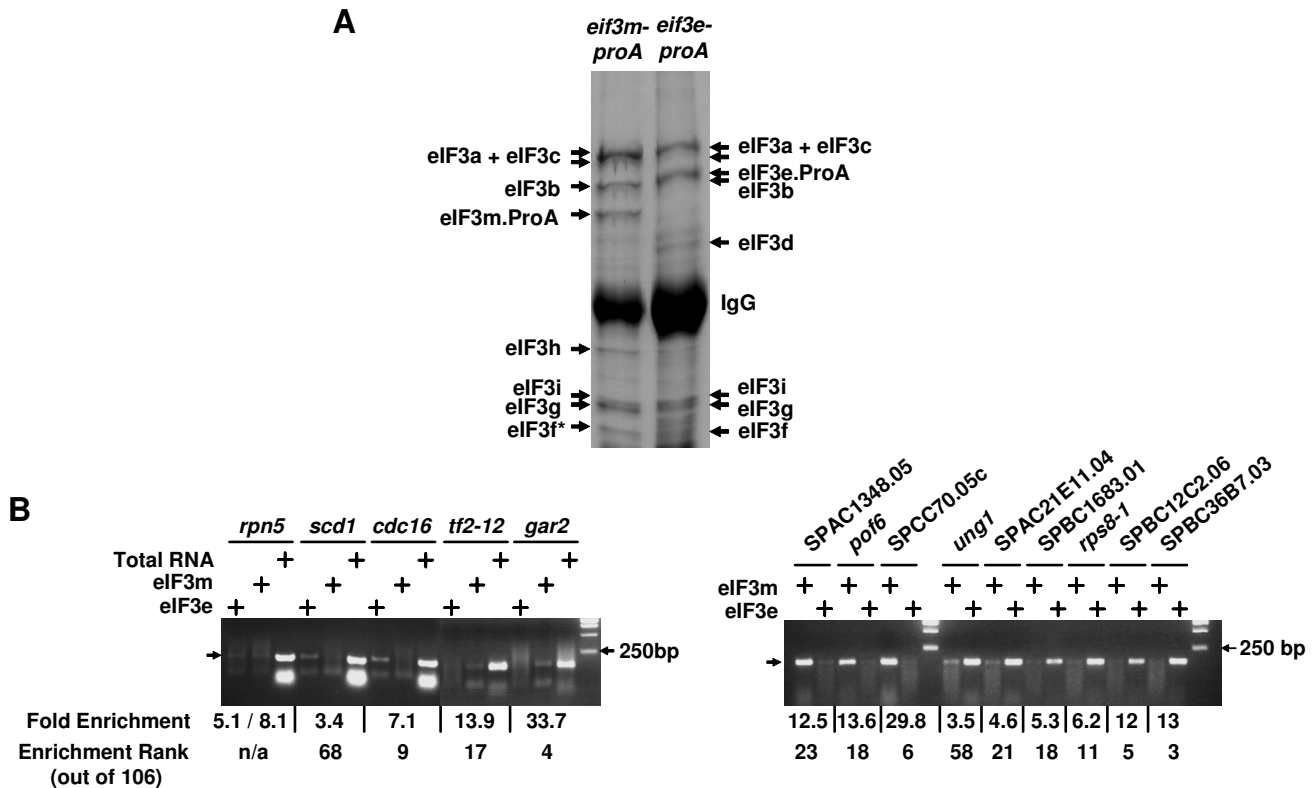 A
eif3m- eif3e-
proA proA
eIF3a + eIF3c
eIF3b
eIF3m.ProA
eIF3h
eIF3i
eIF3g
eIF3f*
eIF3a + eIF3c
eIF3e.ProA
eIF3b
eIF3d
IgG
eIF3i
eIF3g
eIF3f
B
rpn5 scd1 cdc16 tf2-12 gar2
Total RNA + + + + +
eIF3m + + + + +
eIF3e + + + + +
250bp
Fold Enrichment 5.1 / 8.1 3.4 7.1 13.9 33.7
Enrichment Rank n/a 68 9 17 4
(out of 106)
SPAC1348.05 pof6 SPCC70.05c ung1 SPAC21E11.04 SPBC1683.01 rps8-1 SPBC12C2.06 SPBC36B7.03
eIF3m + + + + + + + + +
eIF3e + + + + + + + + +
250 bp
12.5 13.6 29.8 3.5 4.6 5.3 6.2 12 13
23 18 6 58 21 18 11 5 3